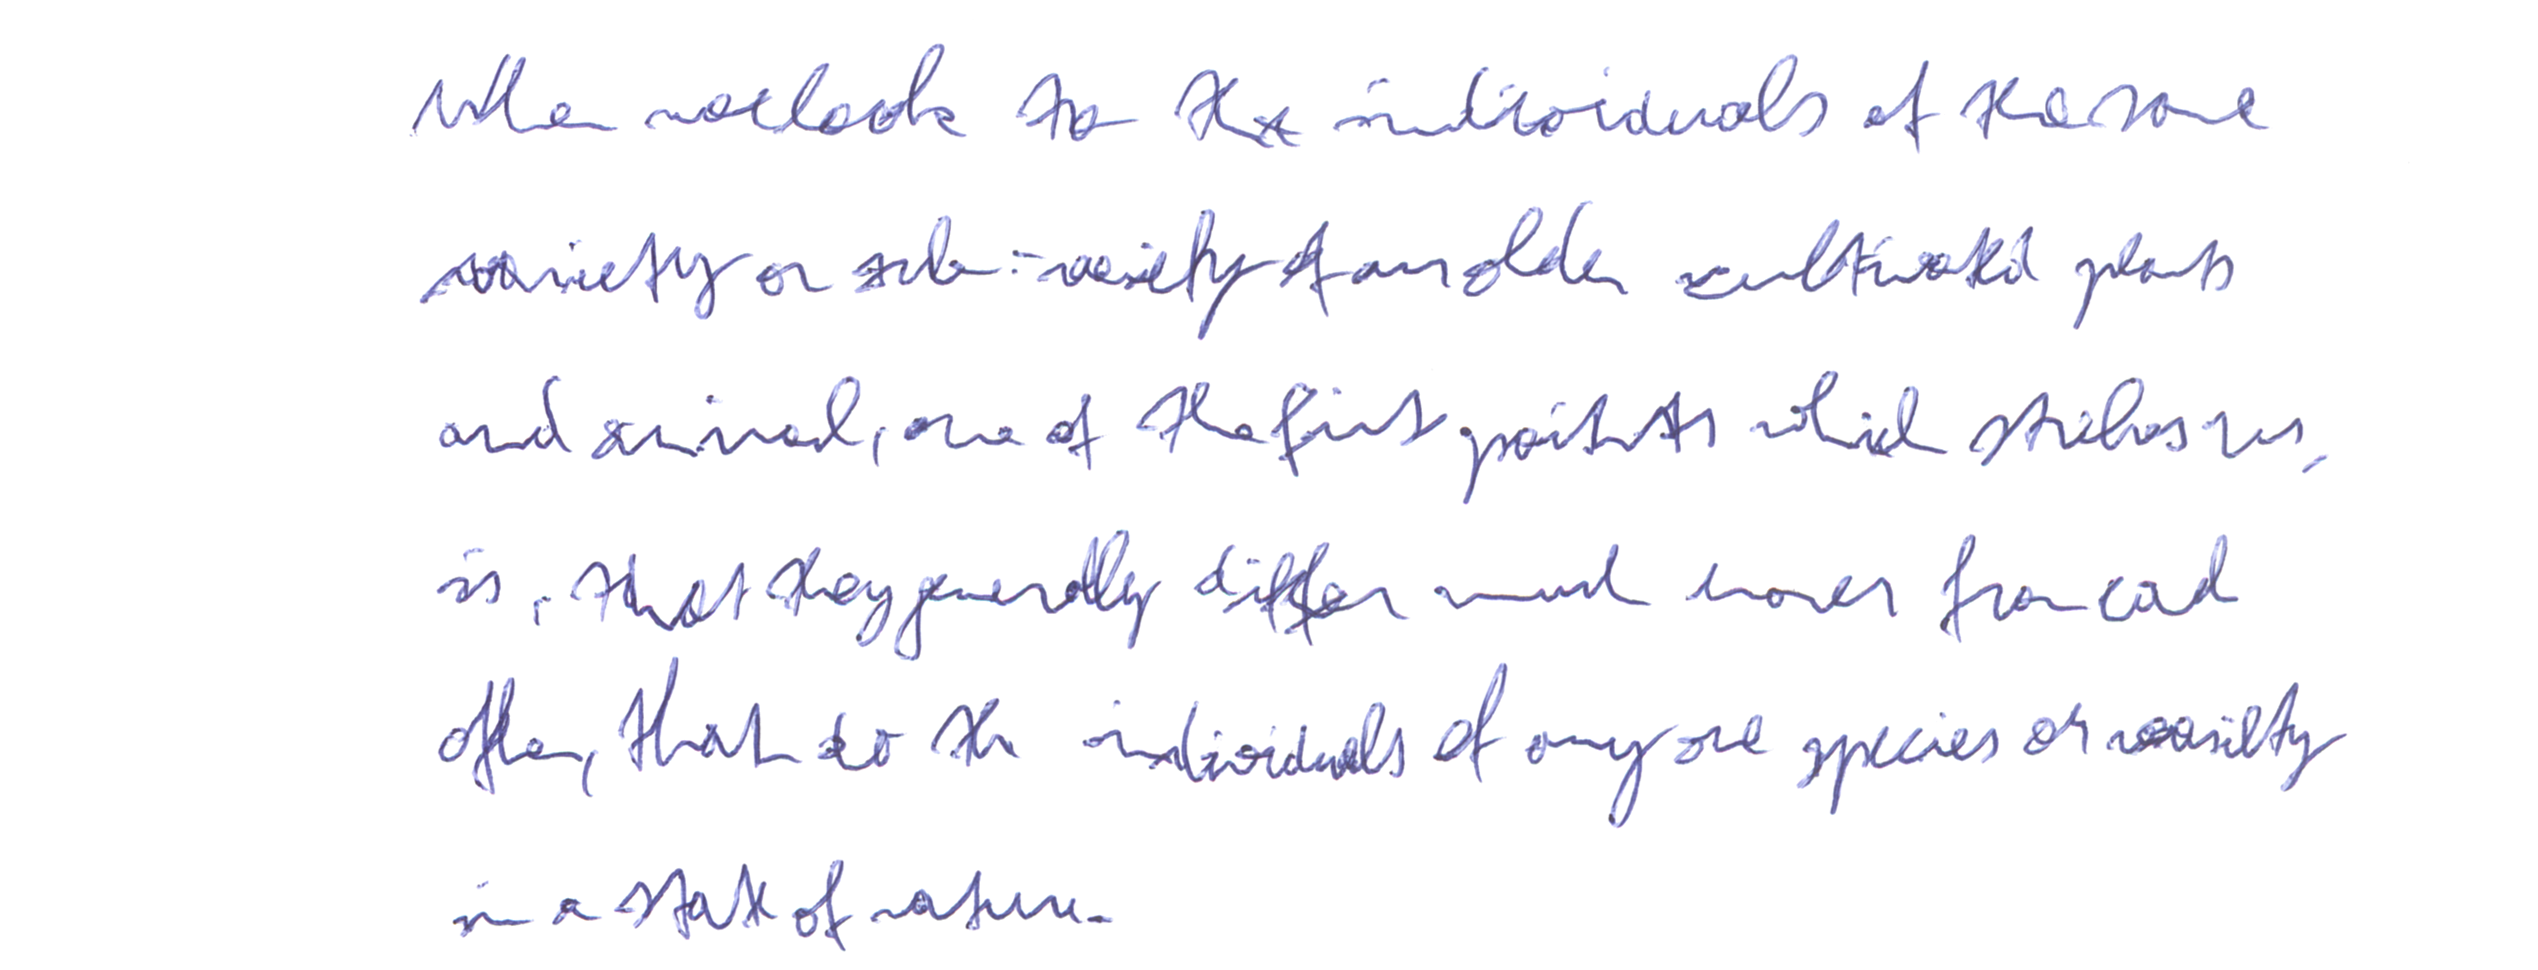 When we look to the individuals of the same
variety or sub-variety of our older cultivated plants
and animal, one of the first points which strikes us,
is, that they generally differ much more from each
other, than do the individuals of any one species or variety
in a state of nature.